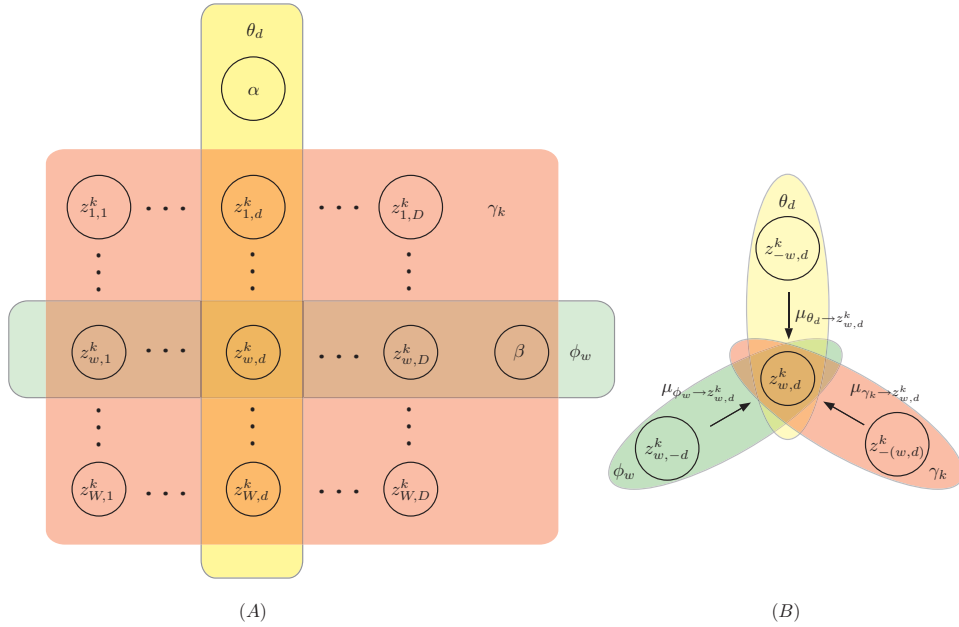 θ_d
α
z^k_{1,1} ··· z^k_{1,d} ··· z^k_{1,D} γ_k
z^k_{w,1} ··· z^k_{w,d} ··· z^k_{w,D} β φ_w
z^k_{W,1} ··· z^k_{W,d} ··· z^k_{W,D}
(A)
θ_d
z^k_{-w,d}
μ_{θ_d→z^k_{w,d}}
z^k_{w,d}
μ_{φ_w→z^k_{w,d}} μ_{γ_k→z^k_{w,d}}
z^k_{w,-d} z^k_{-(w,d)}
φ_w γ_k
(B)